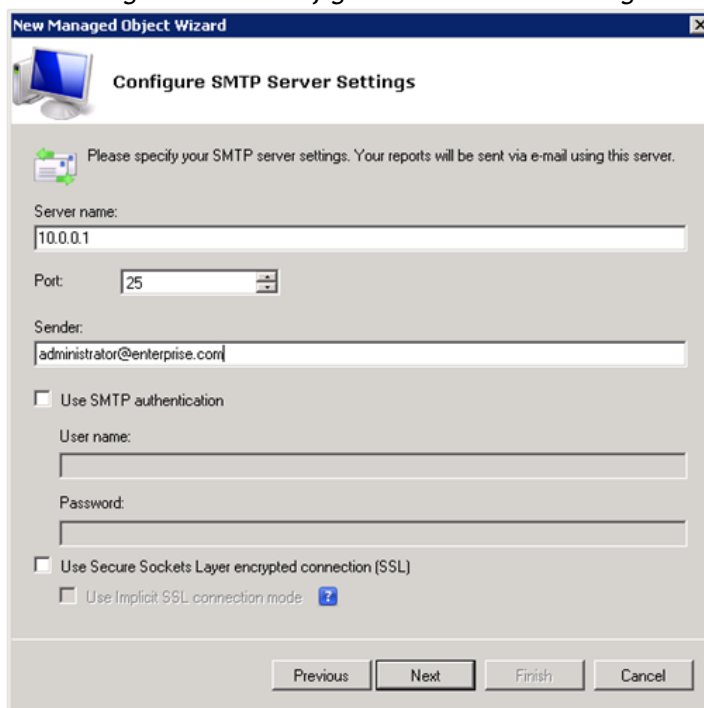 New Managed Object Wizard
Configure SMTP Server Settings
Please specify your SMTP server settings. Your reports will be sent via e-mail using this server.
Server name:
10.0.0.1
Port: 25
Sender:
administrator@enterprise.com
Use SMTP authentication
User name:
Password:
Use Secure Sockets Layer encrypted connection (SSL)
Use Implicit SSL connection mode ?
Previous Next Finish Cancel